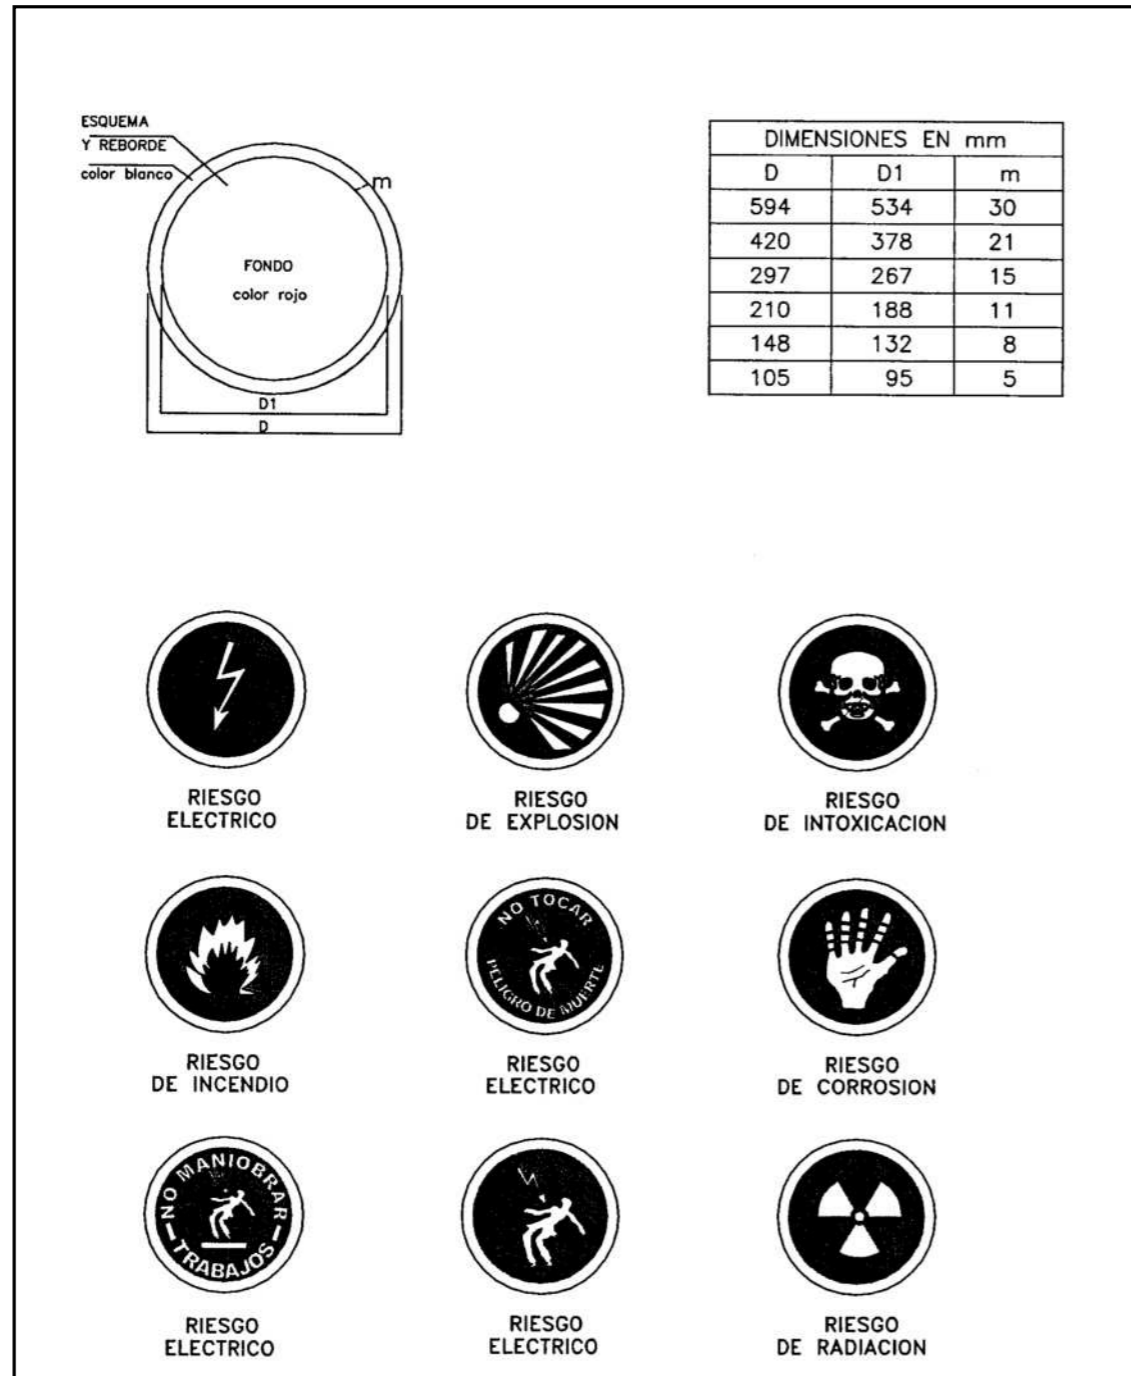 ESQUEMA
Y REBORDE
color blanco
m
FONDO
color rojo
D1
D
DIMENSIONES EN mm
D D1 m
594 534 30
420 378 21
297 267 15
210 188 11
148 132 8
105 95 5
RIESGO
ELECTRICO
RIESGO
DE EXPLOSION
RIESGO
DE INTOXICACION
RIESGO
DE INCENDIO
NO TOCAR
PELIGRO DE MUERTE
RIESGO
ELECTRICO
RIESGO
DE CORROSION
NO MANIOBRAR
TRABAJOS
RIESGO
ELECTRICO
RIESGO
ELECTRICO
RIESGO
DE RADIACION